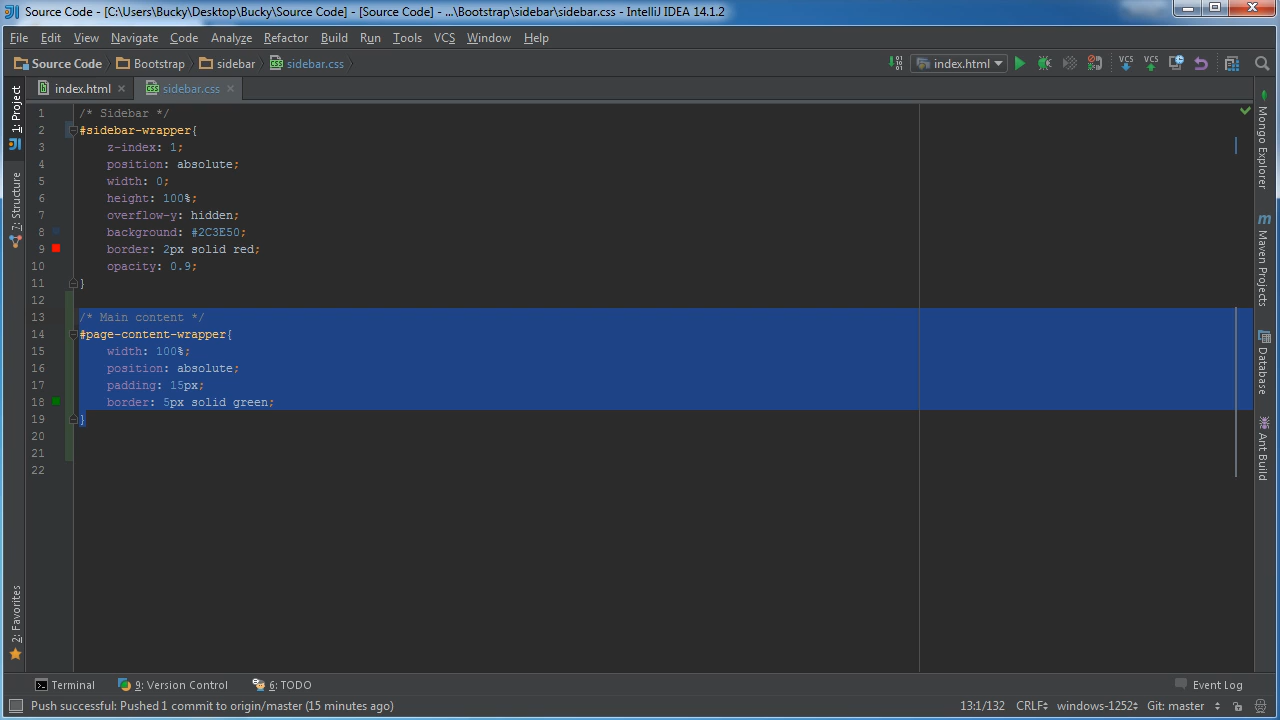 Source Code - [C:\Users\Bucky\Desktop\Bucky\Source Code] - [Source Code] - ...\Bootstrap\sidebar\sidebar.css - IntelliJ IDEA 14.1.2
File Edit View Navigate Code Analyze Refactor Build Run Tools VCS Window Help
Source Code Bootstrap sidebar sidebar.css index.html VCS VCS
index.html sidebar.css
1 /* Sidebar */
2 #sidebar-wrapper{
3 z-index: 1;
4 position: absolute;
5 width: 0;
6 height: 100%;
7 overflow-y: hidden;
8 background: #2C3E50;
9 border: 2px solid red;
10 opacity: 0.9;
11 }
12
13 /* Main content */
14 #page-content-wrapper{
15 width: 100%;
16 position: absolute;
17 padding: 15px;
18 border: 5px solid green;
19 }
20
21
22
1: Project
7: Structure
2: Favorites
Mongo Explorer
m Maven Projects
Database
Ant Build
Terminal 9: Version Control 6: TODO Event Log
Push successful: Pushed 1 commit to origin/master (15 minutes ago) 13:1/132 CRLF windows-1252 Git: master